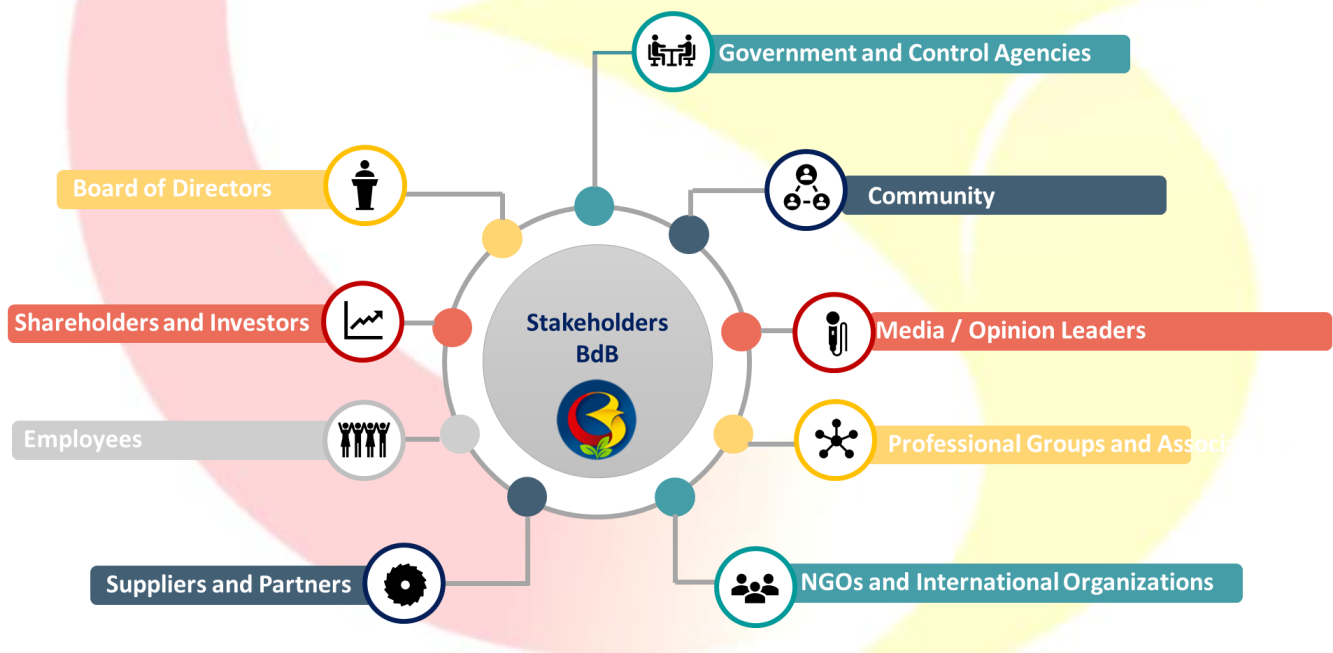 Government and Control Agencies
Board of Directors
Community
Shareholders and Investors
Stakeholders
BdB
Media / Opinion Leaders
Employees
Professional Groups and
Suppliers and Partners
NGOs and International Organizations